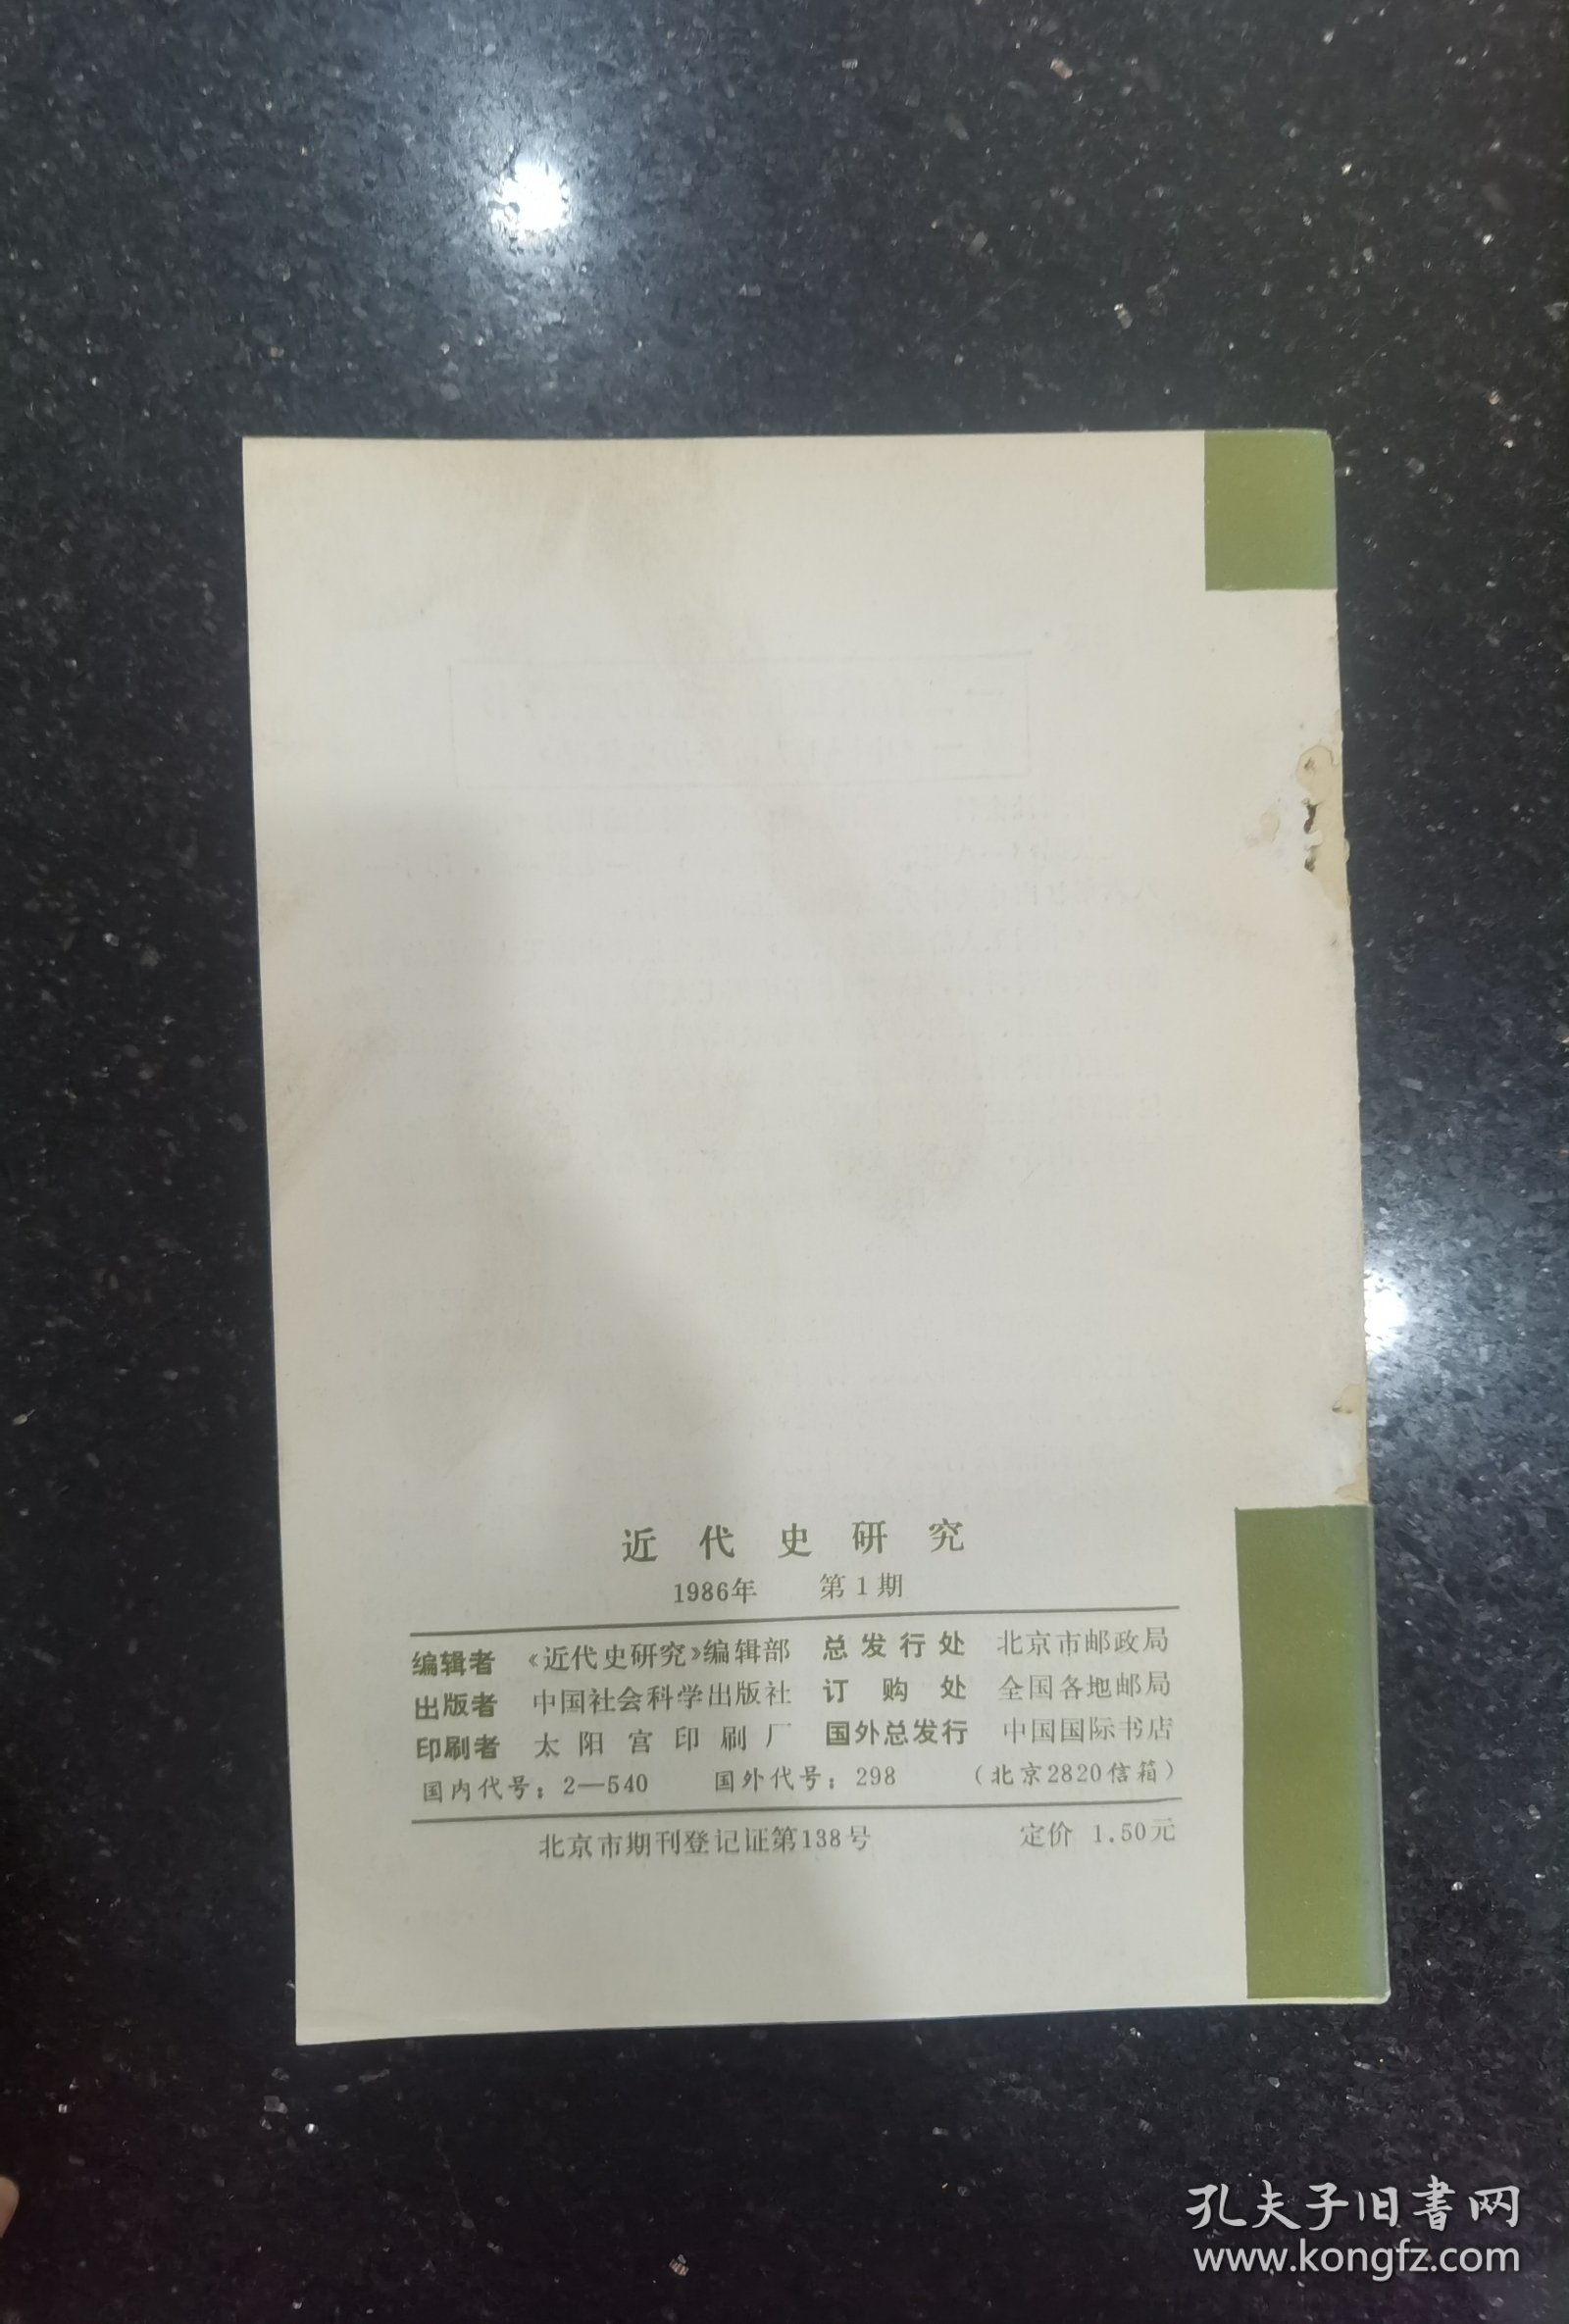 近代史研究
1986年 第1期
编辑者 《近代史研究》编辑部 总发行处 北京市邮政局
出版者 中国社会科学出版社 订购处 全国各地邮局
印刷者 太阳宫印刷厂 国外总发行 中国国际书店
国内代号：2—540 国外代号：298 （北京2820信箱）
北京市期刊登记证第138号 定价 1.50元
孔夫子旧书网
www.kongfz.com